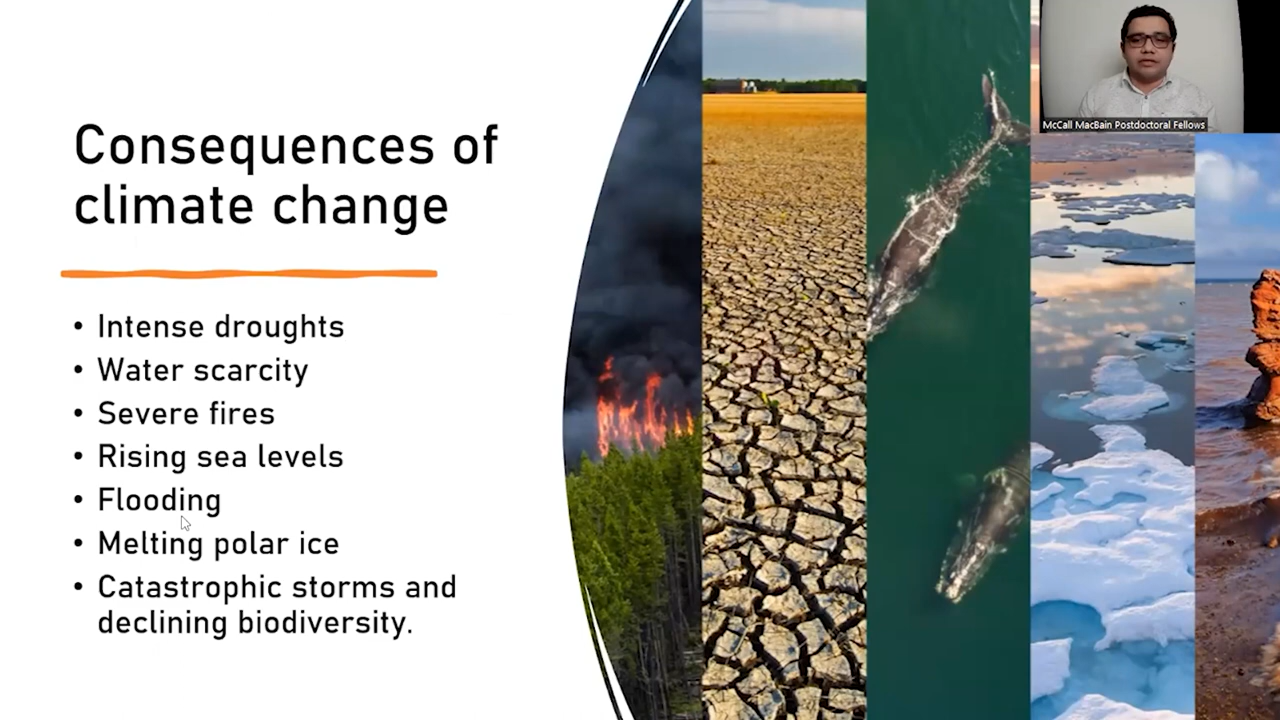 Consequences of
climate change
• Intense droughts
• Water scarcity
• Severe fires
• Rising sea levels
• Flooding
• Melting polar ice
• Catastrophic storms and
declining biodiversity.
McCall MacBain Postdoctoral Fellows